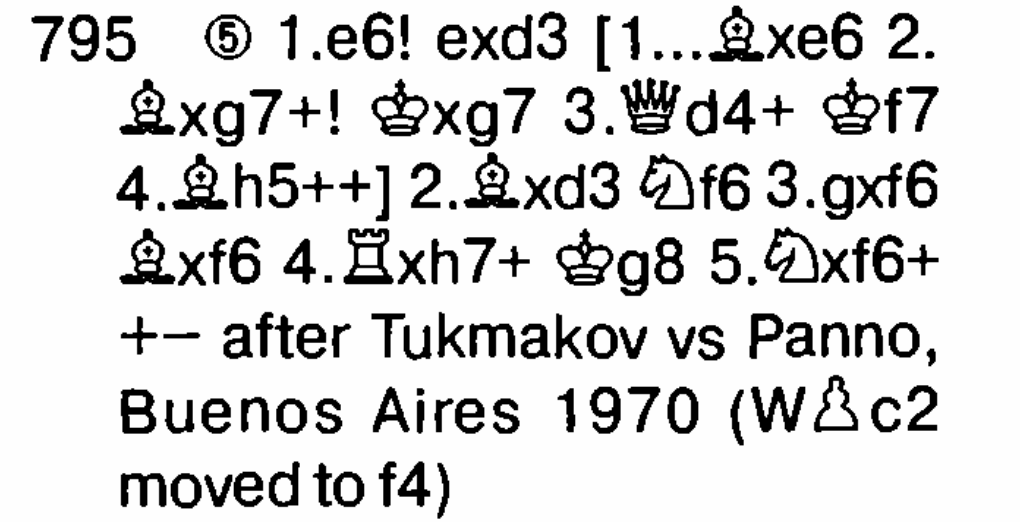 795 ⑤ 1.e6! exd3 [1...♗xe6 2.
♗xg7+! ♔xg7 3.♕d4+ ♔f7
4.♗h5++] 2.♗xd3 ♘f6 3.gxf6
♗xf6 4.♖xh7+ ♔g8 5.♘xf6+
+− after Tukmakov vs Panno,
Buenos Aires 1970 (W♙c2
moved to f4)